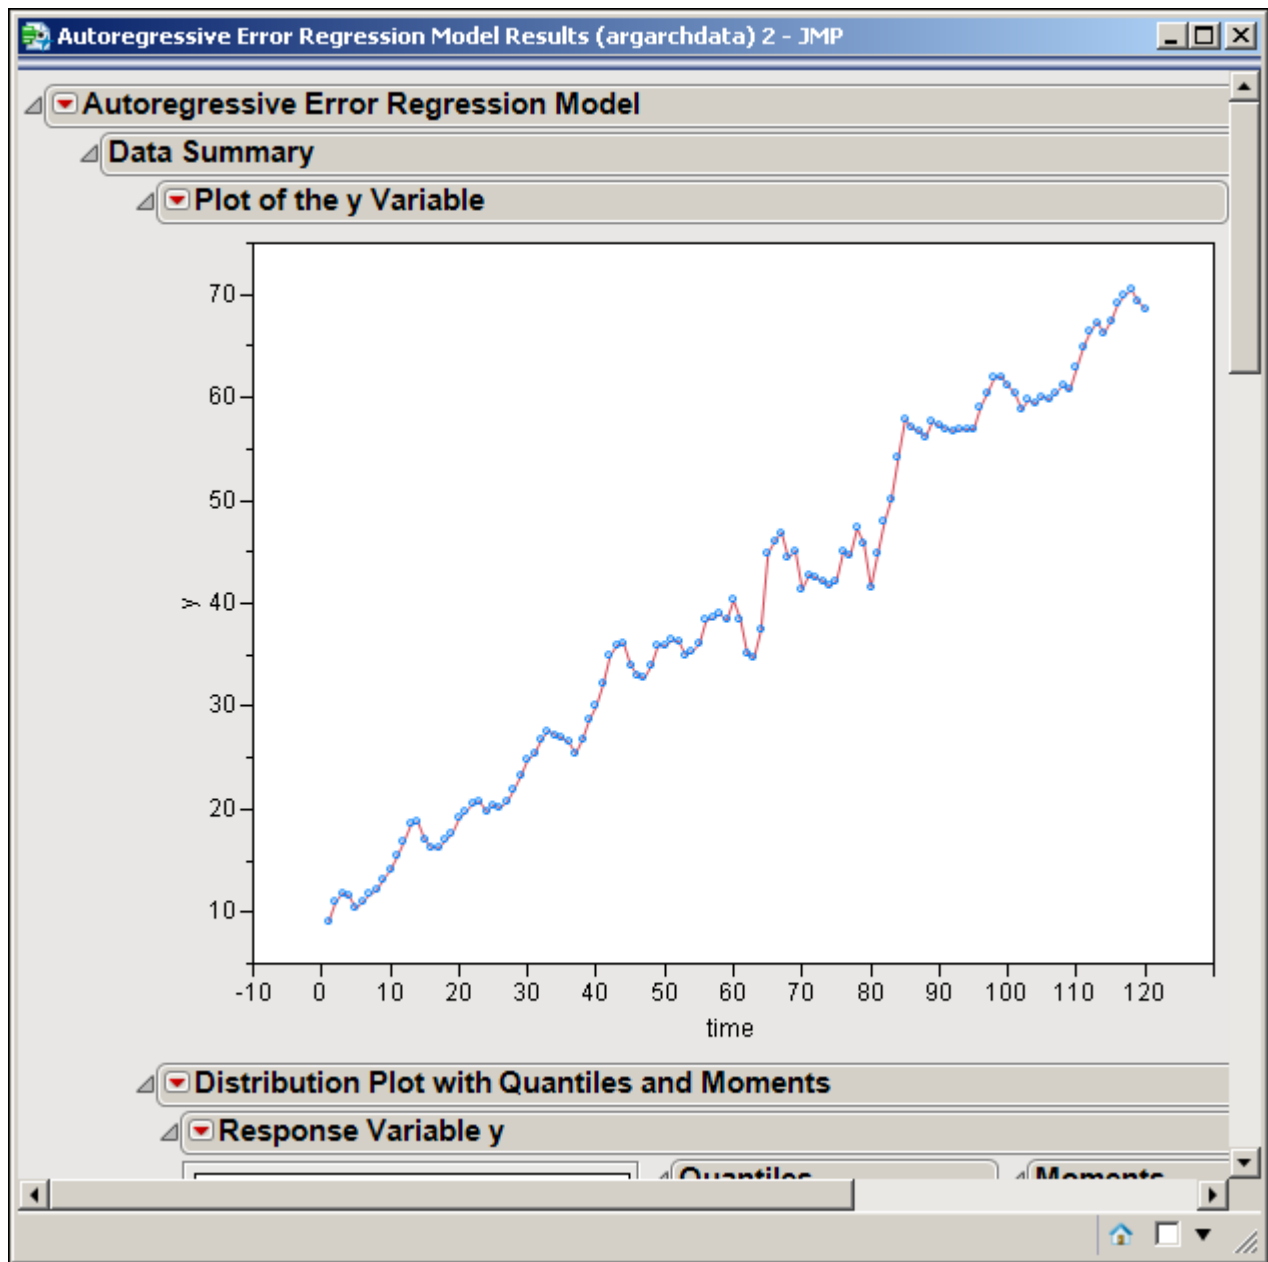 Autoregressive Error Regression Model Results (argarchdata) 2 - JMP
Autoregressive Error Regression Model
Data Summary
Plot of the y Variable
70
60
50
40
30
20
10
y
-10 0 10 20 30 40 50 60 70 80 90 100 110 120
time
Distribution Plot with Quantiles and Moments
Response Variable y
Quantiles Moments